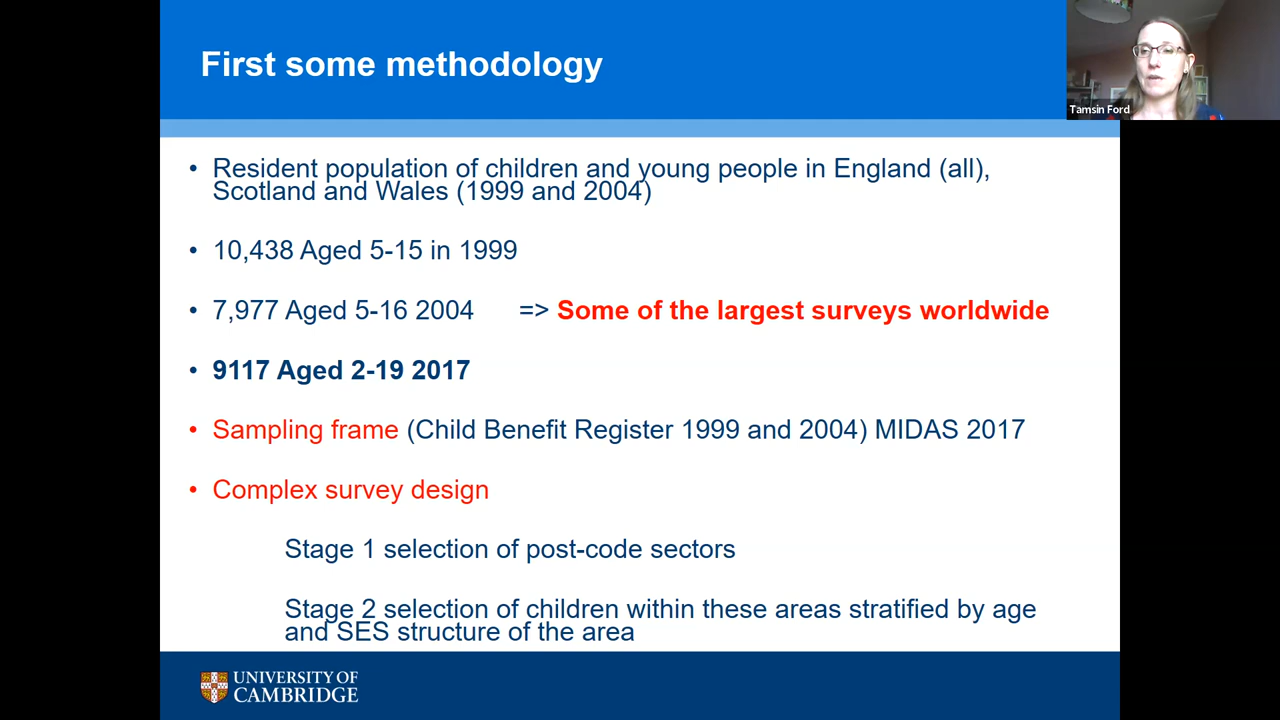 First some methodology
Tamsin Ford
• Resident population of children and young people in England (all),
Scotland and Wales (1999 and 2004)
• 10,438 Aged 5-15 in 1999
• 7,977 Aged 5-16 2004 => Some of the largest surveys worldwide
• 9117 Aged 2-19 2017
• Sampling frame (Child Benefit Register 1999 and 2004) MIDAS 2017
• Complex survey design
Stage 1 selection of post-code sectors
Stage 2 selection of children within these areas stratified by age
and SES structure of the area
UNIVERSITY OF
CAMBRIDGE